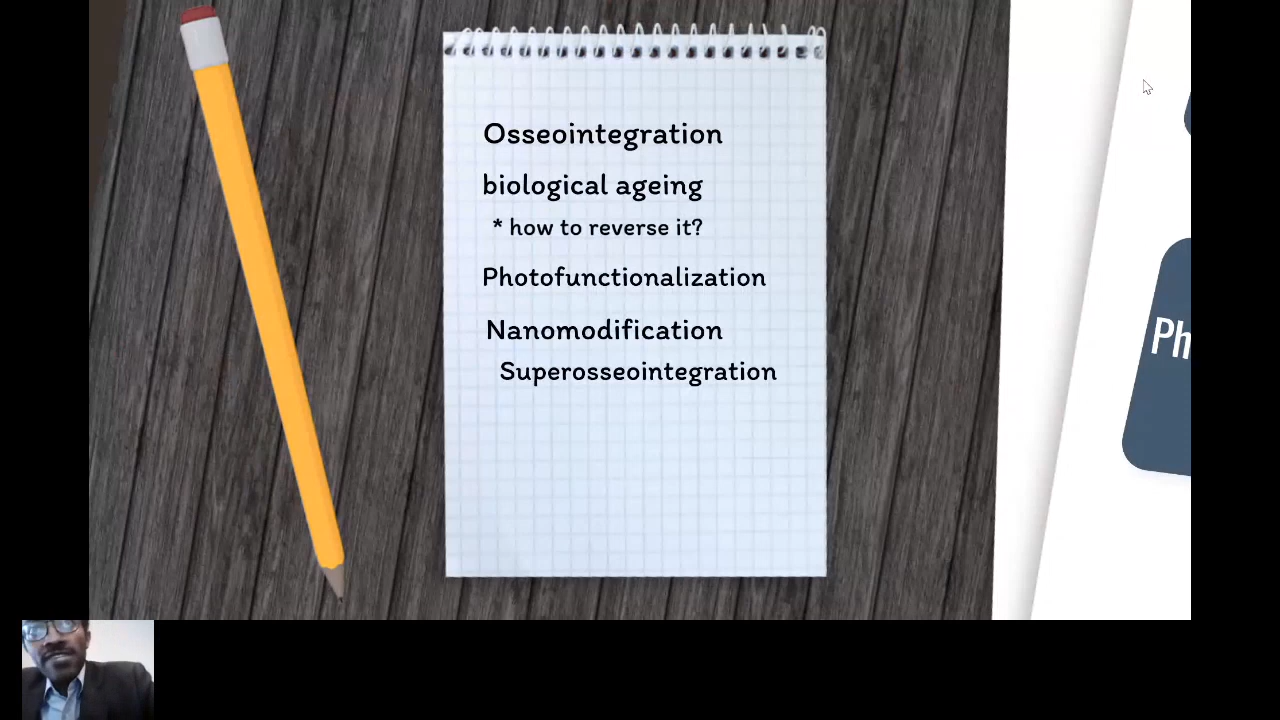 Osseointegration
biological ageing
* how to reverse it?
Photofunctionalization
Nanomodification
Superosseointegration